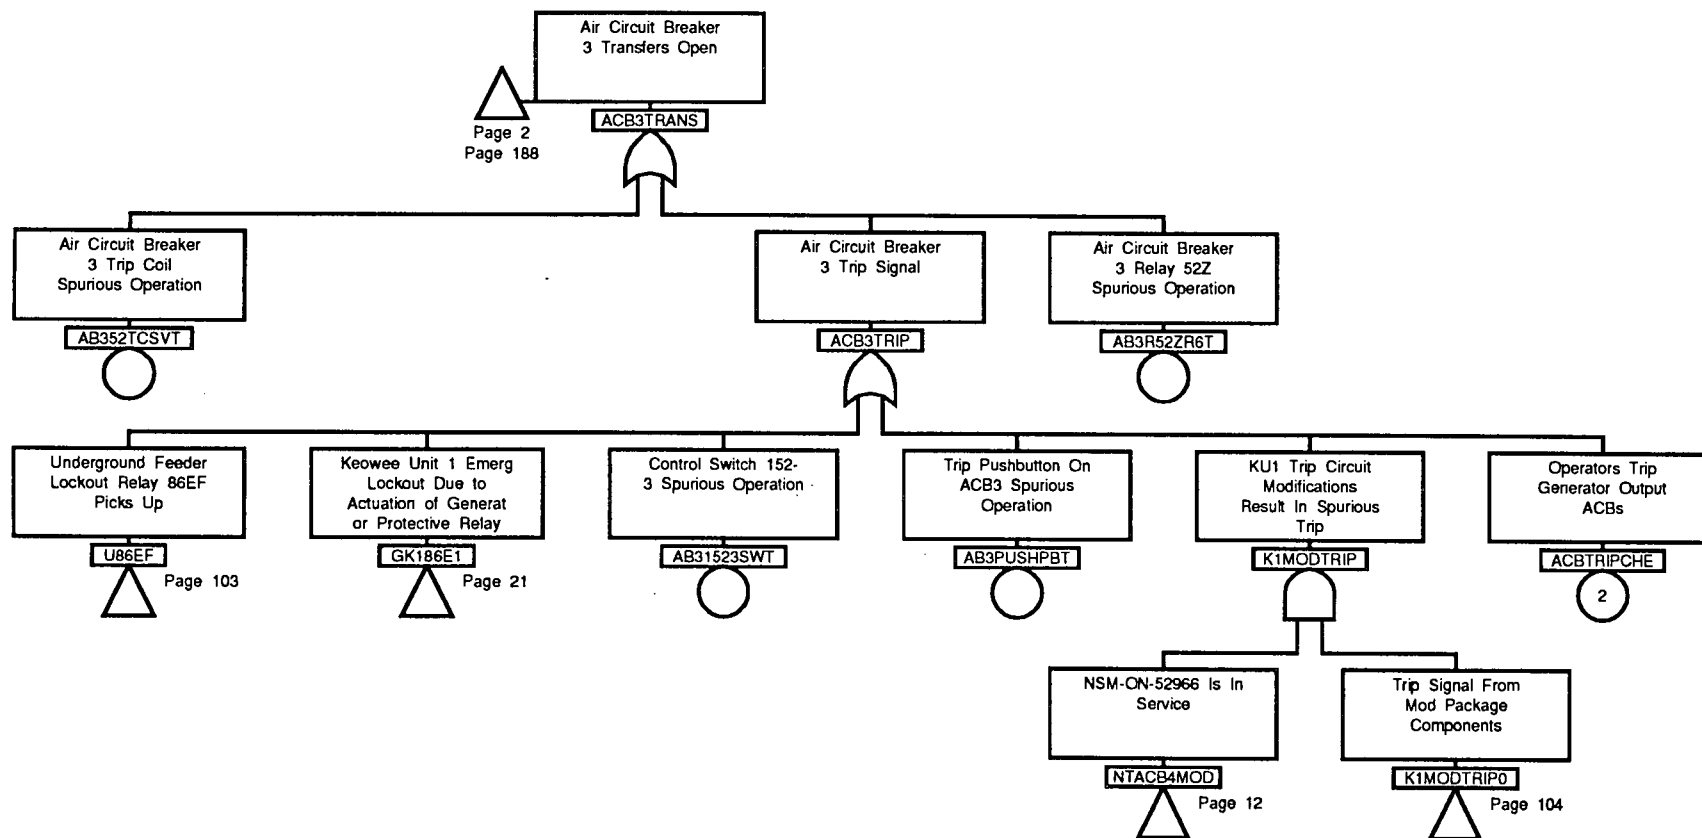 Air Circuit Breaker
3 Transfers Open
ACB3TRANS
Page 2
Page 188
Air Circuit Breaker
3 Trip Coil
Spurious Operation
AB352TCSVT
Air Circuit Breaker
3 Trip Signal
ACB3TRIP
Air Circuit Breaker
3 Relay 52Z
Spurious Operation
AB3R52ZR6T
Underground Feeder
Lockout Relay 86EF
Picks Up
U86EF
Page 103
Keowee Unit 1 Emerg
Lockout Due to
Actuation of Generat
or Protective Relay
GK186E1
Page 21
Control Switch 152-
3 Spurious Operation
AB31523SWT
Trip Pushbutton On
ACB3 Spurious
Operation
AB3PUSHPBT
KU1 Trip Circuit
Modifications
Result In Spurious
Trip
K1MODTRIP
Operators Trip
Generator Output
ACBs
ACBTRIPCHE
2
NSM-ON-52966 Is In
Service
NTACB4MOD
Page 12
Trip Signal From
Mod Package
Components
K1MODTRIP0
Page 104